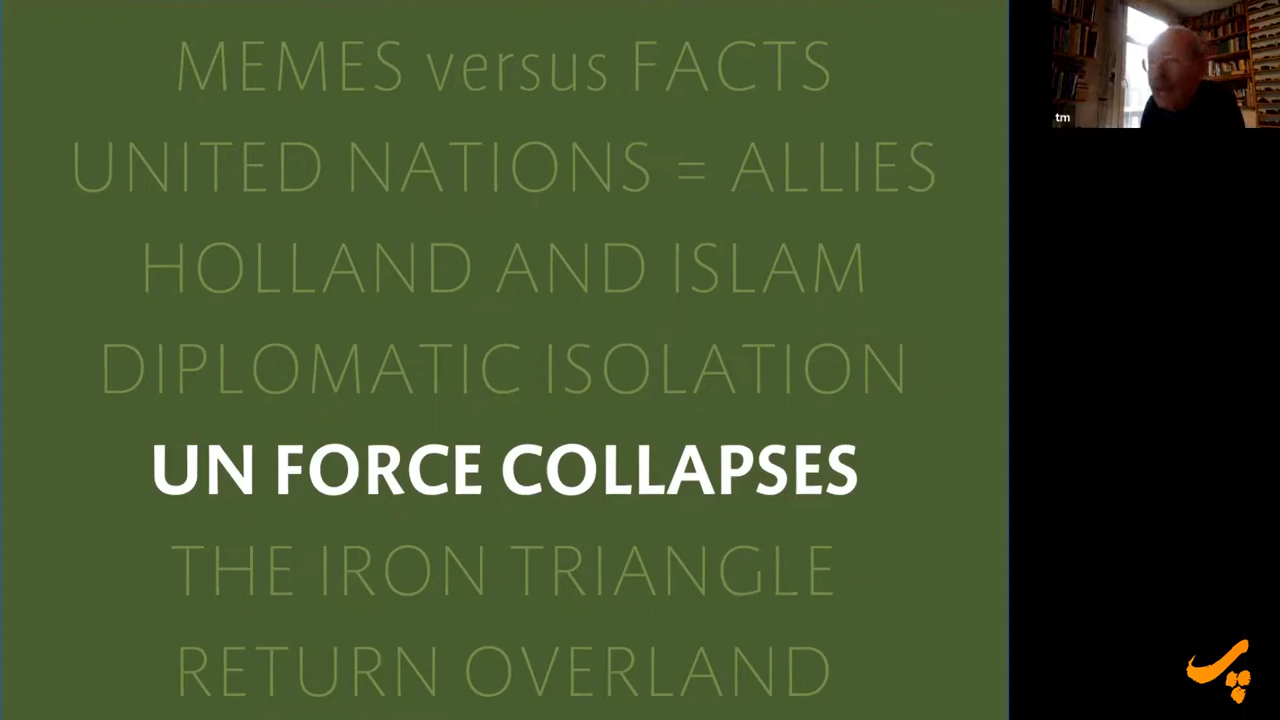 MEMES versus FACTS
UNITED NATIONS = ALLIES
HOLLAND AND ISLAM
DIPLOMATIC ISOLATION
UN FORCE COLLAPSES
THE IRON TRIANGLE
RETURN OVERLAND
tm